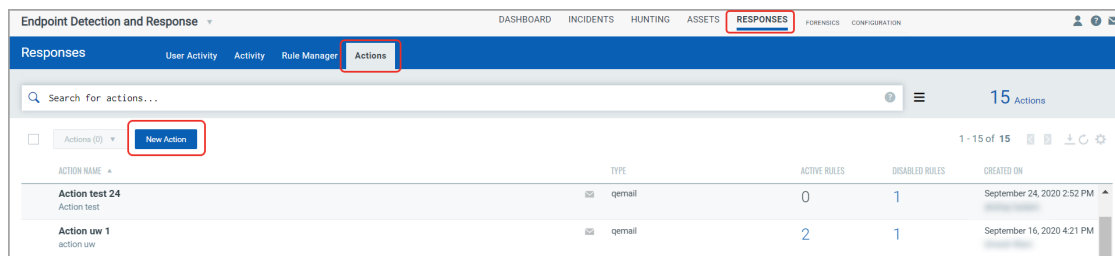 Endpoint Detection and Response
DASHBOARD INCIDENTS HUNTING ASSETS RESPONSES FORENSICS CONFIGURATION
Responses User Activity Activity Rule Manager Actions
Search for actions... 15 Actions
Actions (0) New Action 1 - 15 of 15
ACTION NAME TYPE ACTIVE RULES DISABLED RULES CREATED ON
Action test 24 qemail 0 1 September 24, 2020 2:52 PM
Action test
Action uw 1 qemail 2 1 September 16, 2020 4:21 PM
action uw